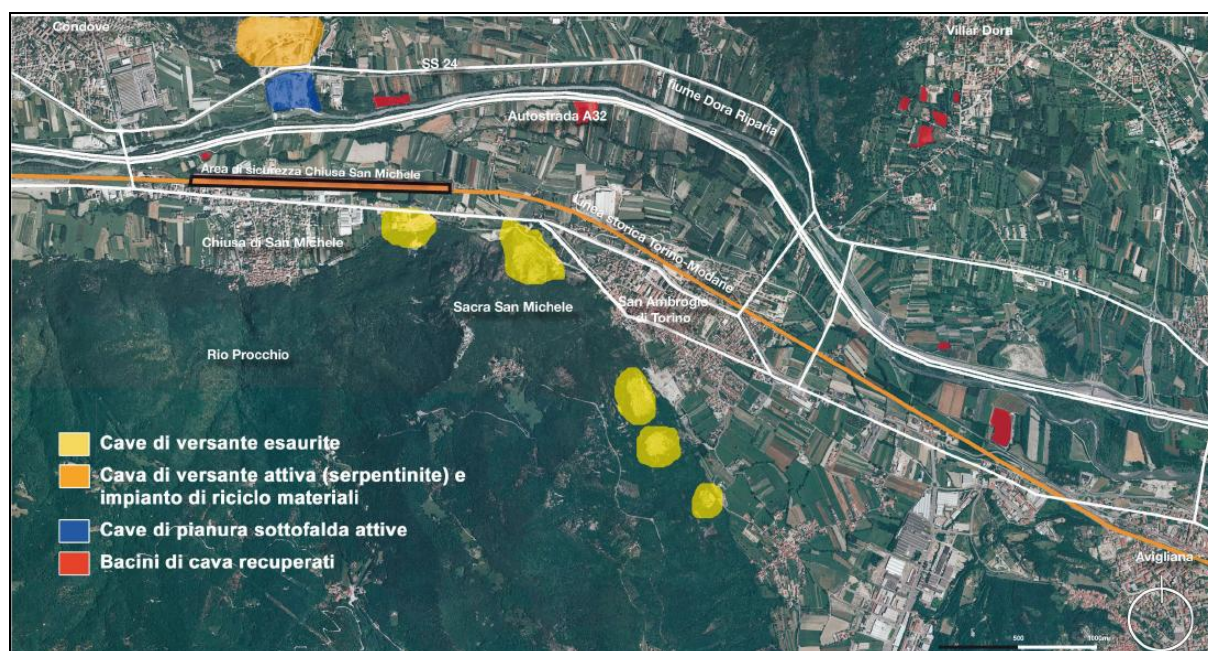 Condove
Villar Dora
SS 24
fiume Dora Riparia
Autostrada A32
Area di sicurezza Chiusa San Michele
Linea storica Torino-Modane
Chiusa di San Michele
Sacra San Michele
San Ambrogio
di Torino
Rio Procchio
Cave di versante esaurite
Cava di versante attiva (serpentinite) e
impianto di riciclo materiali
Cave di pianura sottofalda attive
Bacini di cava recuperati
Avigliana
500
1000m